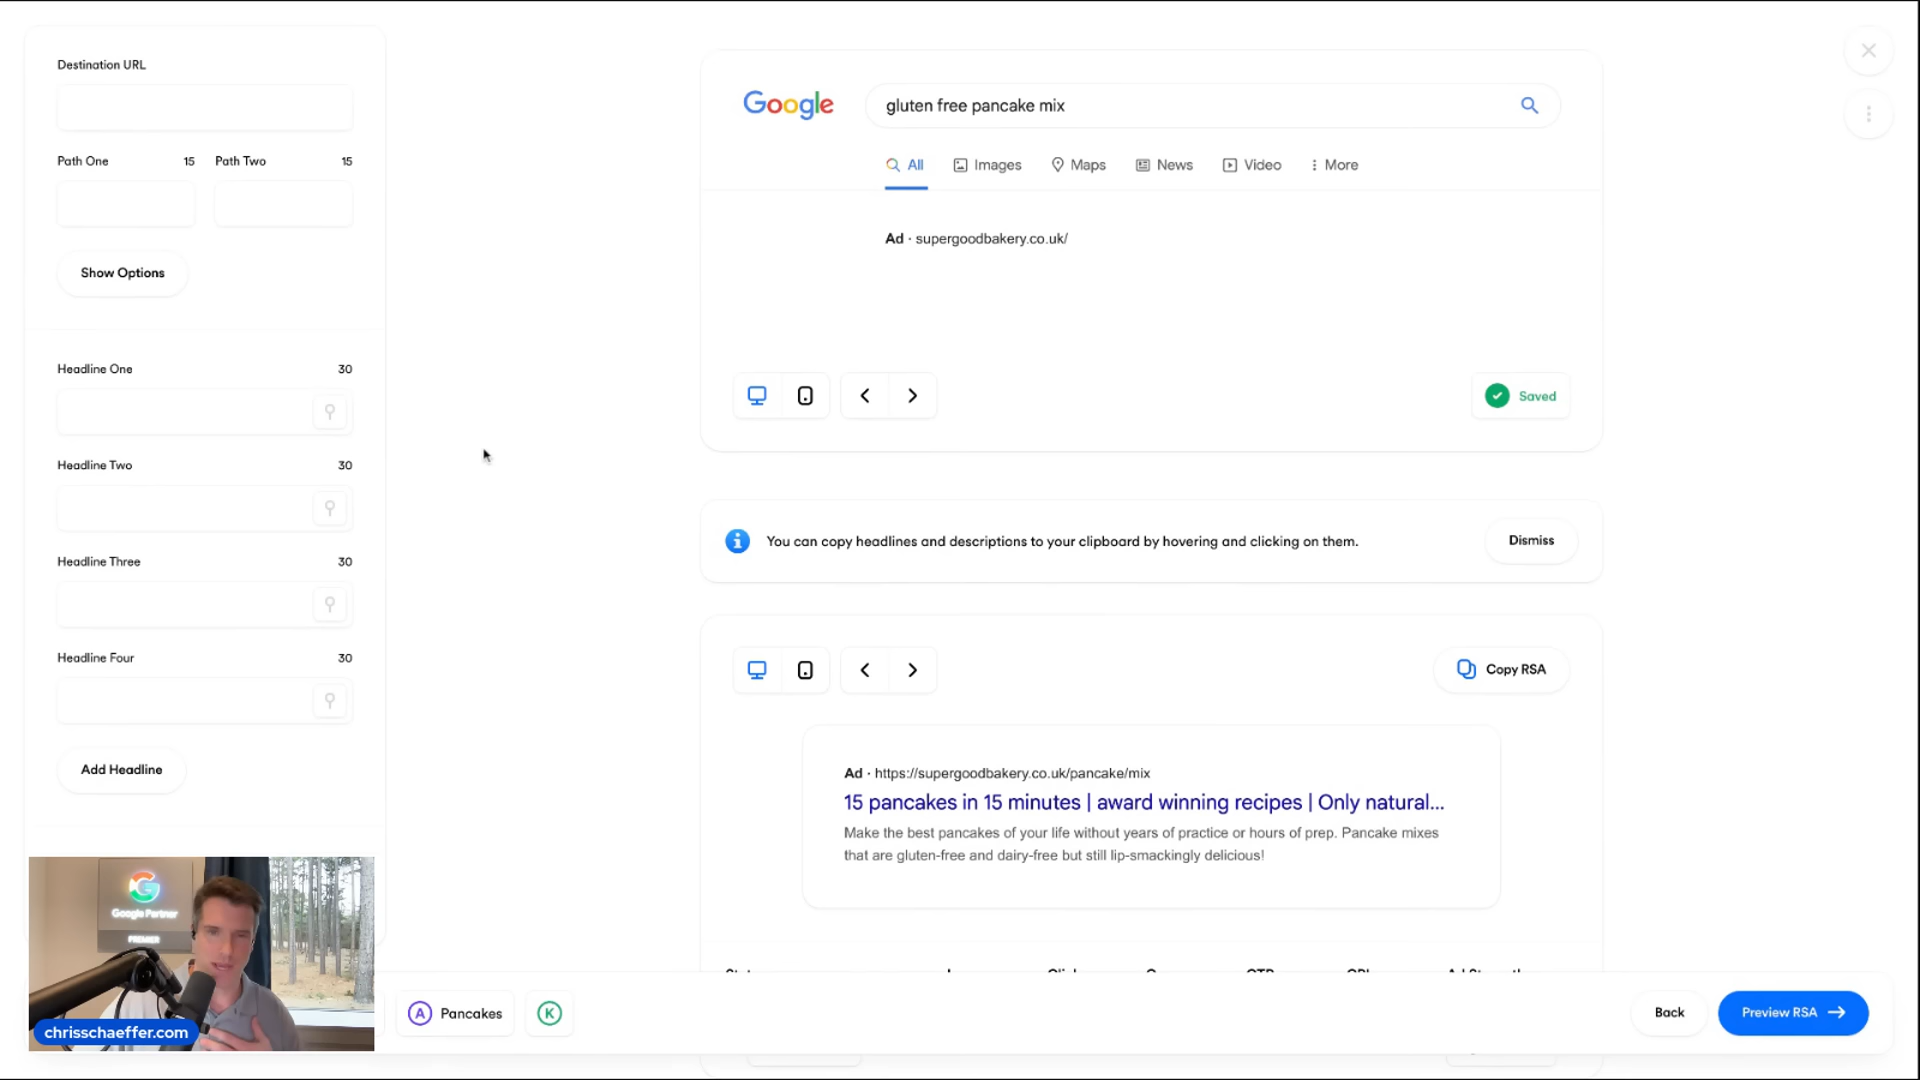 Destination URL
Path One 15 Path Two 15
Show Options
Headline One 30
Headline Two 30
Headline Three 30
Headline Four 30
Add Headline
Google
gluten free pancake mix
All Images Maps News Video More
Ad · supergoodbakery.co.uk/
Saved
You can copy headlines and descriptions to your clipboard by hovering and clicking on them.
Dismiss
Copy RSA
Ad · https://supergoodbakery.co.uk/pancake/mix
15 pancakes in 15 minutes | award winning recipes | Only natural...
Make the best pancakes of your life without years of practice or hours of prep. Pancake mixes
that are gluten-free and dairy-free but still lip-smackingly delicious!
Google Partner
PREMIER
chrisschaeffer.com
A Pancakes K
Back
Preview RSA